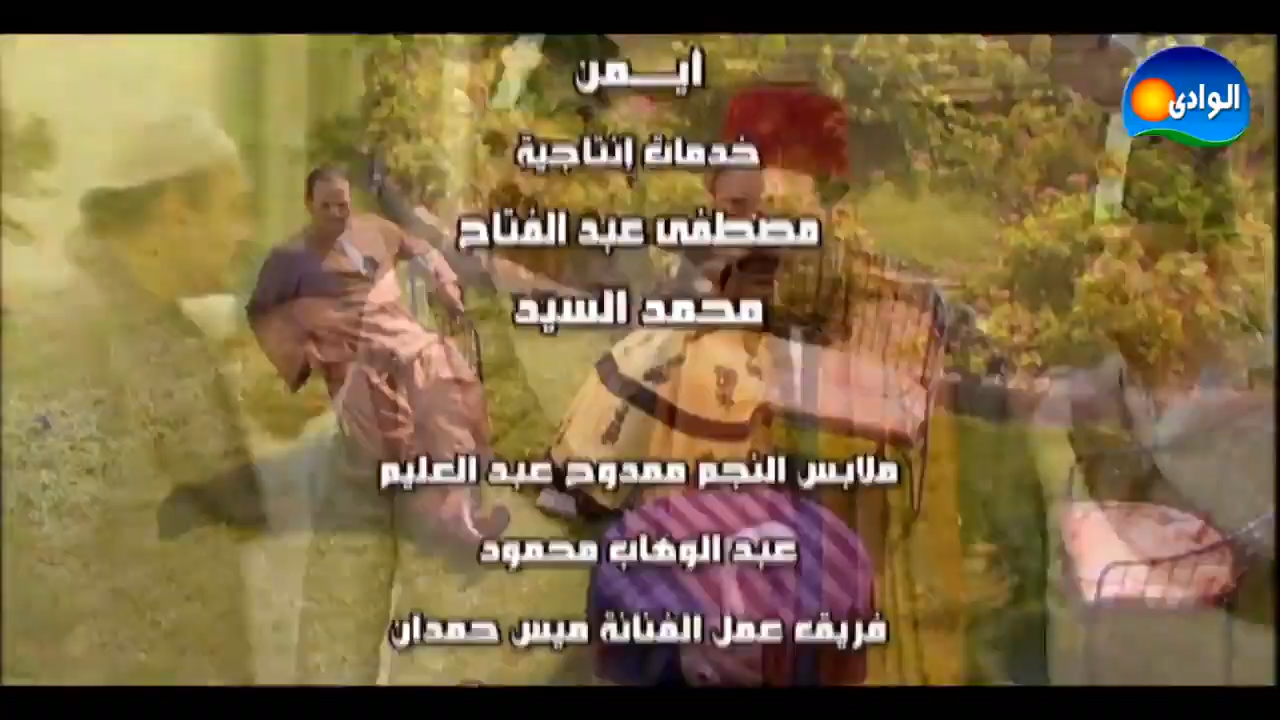 الوادى
أيـــمن
خدمات إنتاجية
مصطفى عبد الفتاح
محمد السيد
ملابس النجم ممدوح عبد العليم
عبد الوهاب محمود
فريق عمل الفنانة ميس حمدان